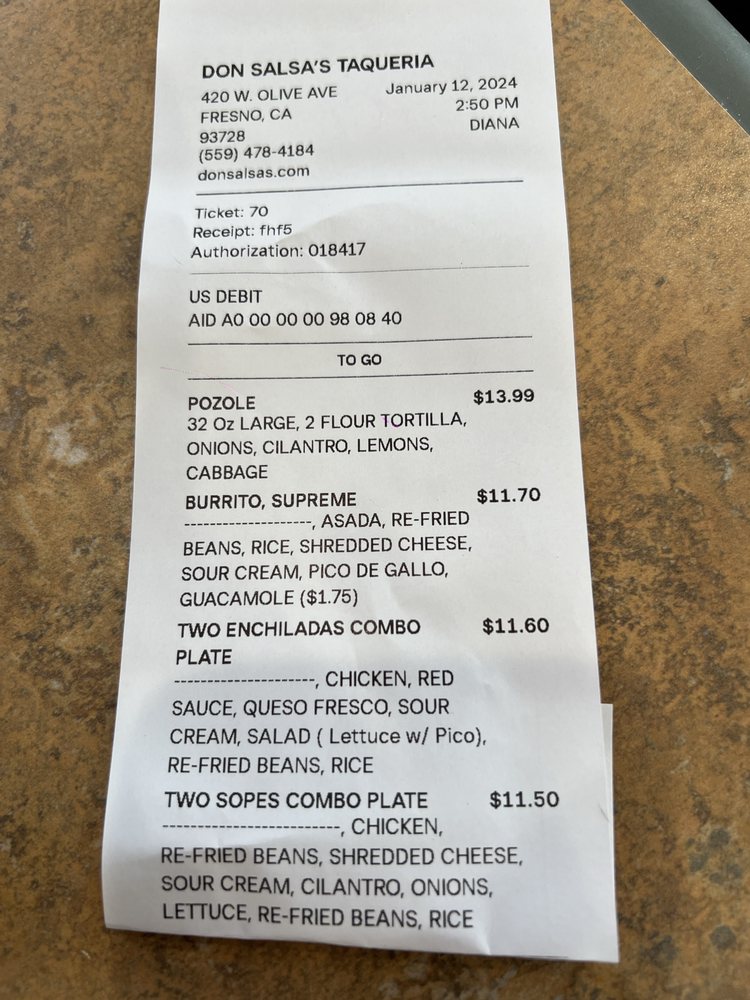 DON SALSA'S TAQUERIA
420 W. OLIVE AVE January 12, 2024
FRESNO, CA 2:50 PM
93728 DIANA
(559) 478-4184
donsalsas.com
Ticket: 70
Receipt: fhf5
Authorization: 018417
US DEBIT
AID A0 00 00 00 98 08 40
TO GO
POZOLE $13.99
32 Oz LARGE, 2 FLOUR TORTILLA,
ONIONS, CILANTRO, LEMONS,
CABBAGE
BURRITO, SUPREME $11.70
--------------------, ASADA, RE-FRIED
BEANS, RICE, SHREDDED CHEESE,
SOUR CREAM, PICO DE GALLO,
GUACAMOLE ($1.75)
TWO ENCHILADAS COMBO $11.60
PLATE
---------------------, CHICKEN, RED
SAUCE, QUESO FRESCO, SOUR
CREAM, SALAD ( Lettuce w/ Pico),
RE-FRIED BEANS, RICE
TWO SOPES COMBO PLATE $11.50
--------------------------, CHICKEN,
RE-FRIED BEANS, SHREDDED CHEESE,
SOUR CREAM, CILANTRO, ONIONS,
LETTUCE, RE-FRIED BEANS, RICE